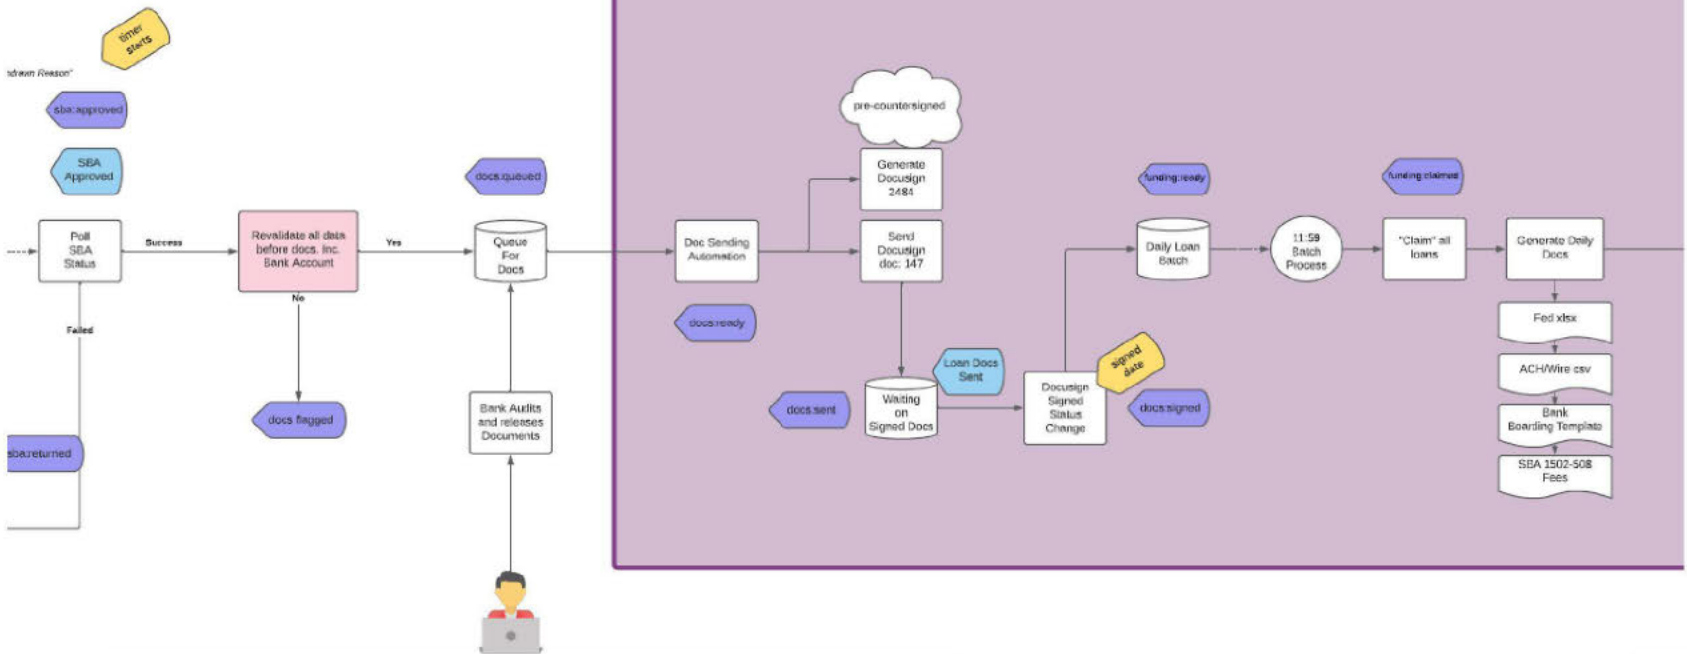 timer
starts
ndrawn Reason"
sba:approved
SBA
Approved
Poll
SBA
Status
Success
Failed
sba:returned
Revalidate all data
before docs. Inc.
Bank Account
Yes
No
docs flagged
docs:queued
Queue
For
Docs
Bank Audits
and releases
Documents
Doc Sending
Automation
docs:ready
pre-countersigned
Generate
Docusign
2484
Send
Docusign
doc: 147
docs:sent
Waiting
on
Signed Docs
Loan Docs
Sent
Docusign
Signed
Status
Change
signed
date
docs:signed
funding:ready
Daily Loan
Batch
11:59
Batch
Process
funding:claimed
"Claim" all
loans
Generate Daily
Docs
Fed xlsx
ACH/Wire csv
Bank
Boarding Template
SBA 1502-508
Fees